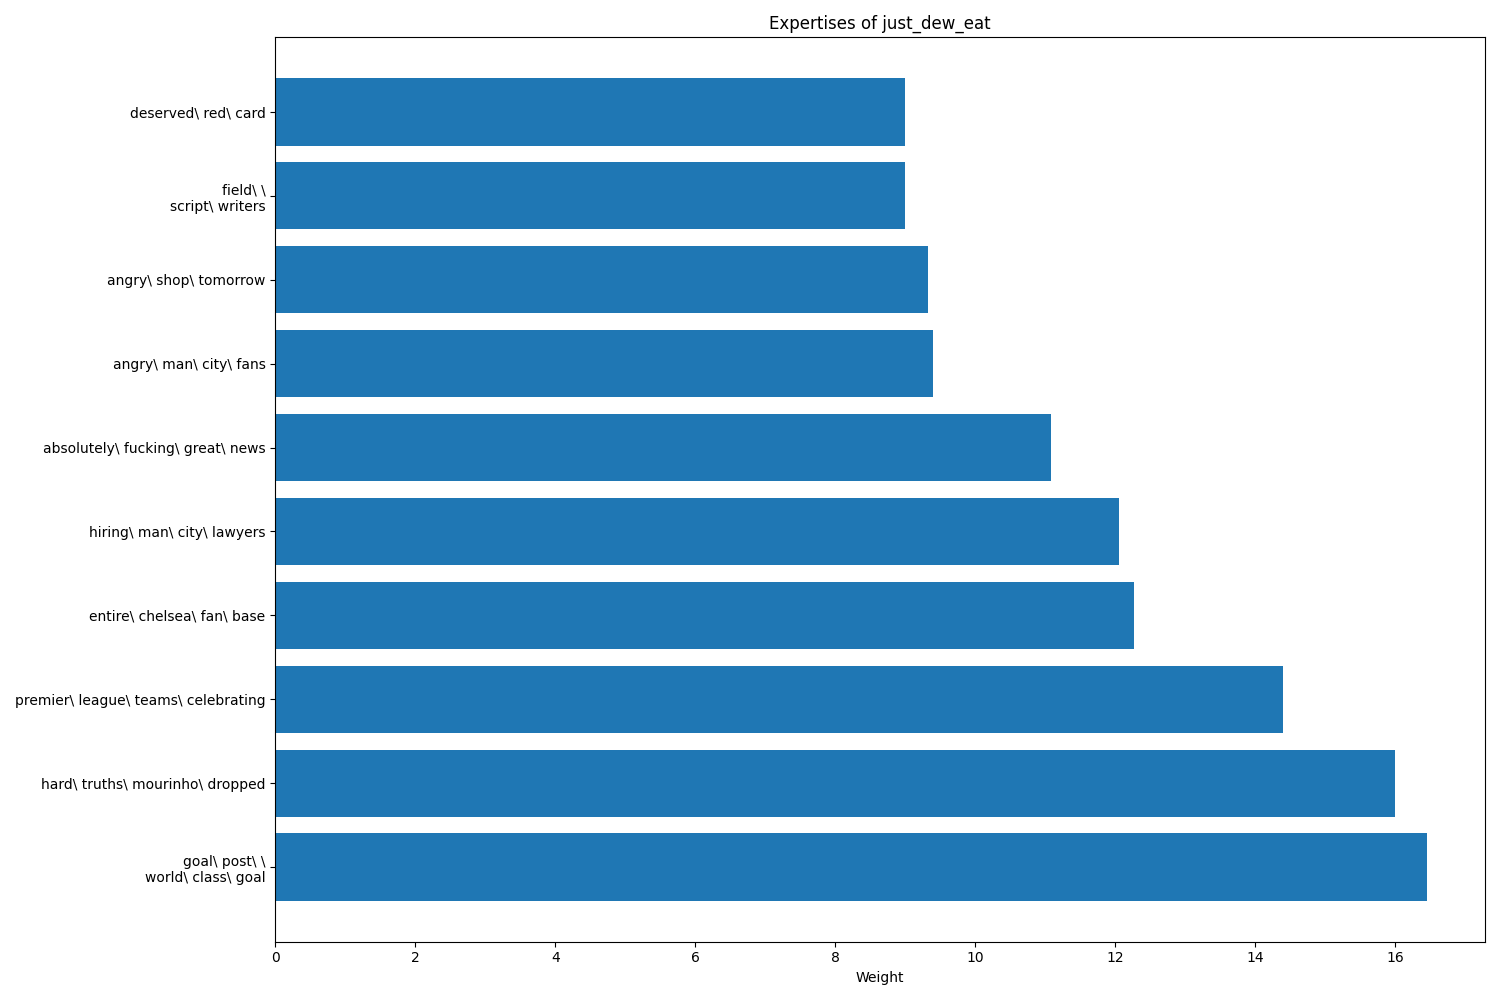 Expertises of just_dew_eat
deserved\ red\ card
field\ \
script\ writers
angry\ shop\ tomorrow
angry\ man\ city\ fans
absolutely\ fucking\ great\ news
hiring\ man\ city\ lawyers
entire\ chelsea\ fan\ base
premier\ league\ teams\ celebrating
hard\ truths\ mourinho\ dropped
goal\ post\ \
world\ class\ goal
0 2 4 6 8 10 12 14 16
Weight